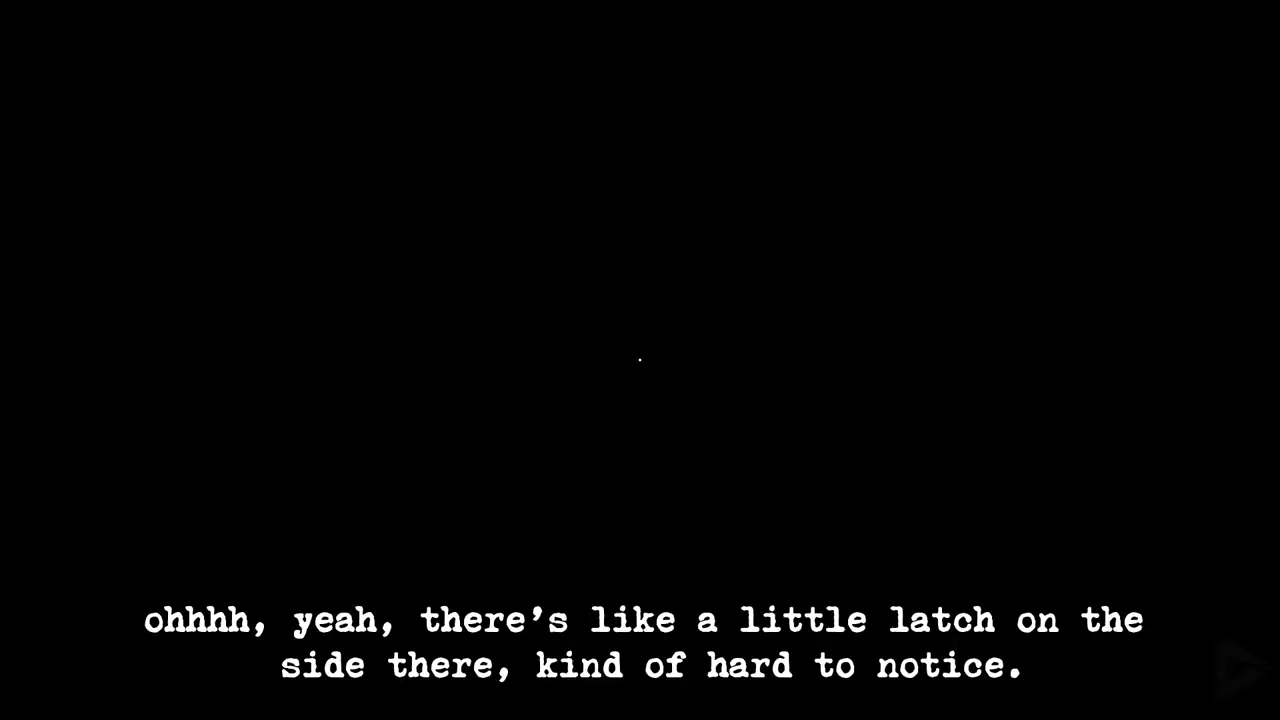 ohhhh, yeah, there's like a little latch on the
side there, kind of hard to notice.